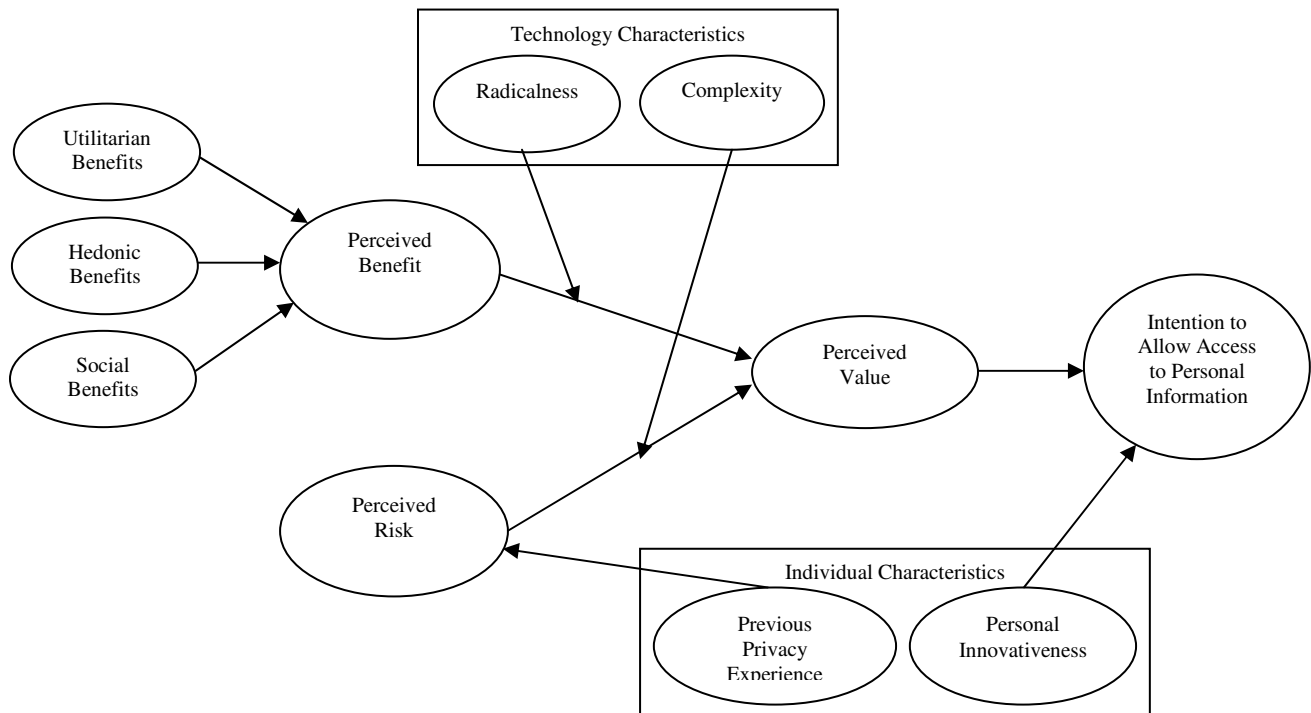 Technology Characteristics
Radicalness
Complexity
Utilitarian
Benefits
Hedonic
Benefits
Social
Benefits
Perceived
Benefit
Perceived
Value
Intention to
Allow Access
to Personal
Information
Perceived
Risk
Individual Characteristics
Previous
Privacy
Experience
Personal
Innovativeness